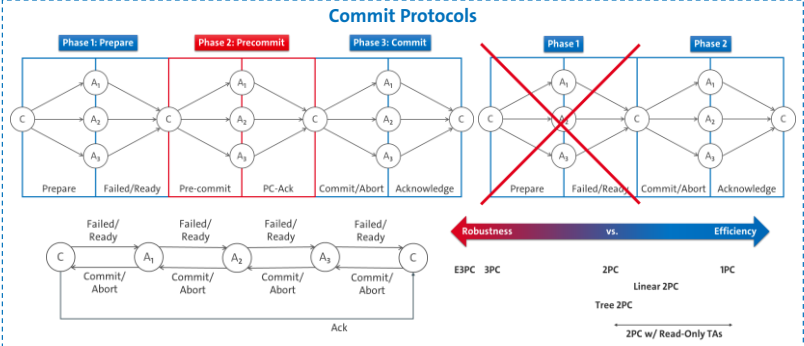 Commit Protocols
Phase 1: Prepare
Phase 2: Precommit
Phase 3: Commit
C
A1
A2
A3
C
A1
A2
A3
C
A1
A2
A3
C
Prepare
Failed/Ready
Pre-commit
PC-Ack
Commit/Abort
Acknowledge
Phase 1
Phase 2
C
A1
A3
C
A1
A2
A3
C
Prepare
Failed/Ready
Commit/Abort
Acknowledge
Failed/
Ready
Failed/
Ready
Failed/
Ready
Failed/
Ready
C
A1
A2
A3
C
Commit/
Abort
Commit/
Abort
Commit/
Abort
Commit/
Abort
Ack
Robustness vs. Efficiency
E3PC 3PC 2PC 1PC
Linear 2PC
Tree 2PC
2PC w/ Read-Only TAs